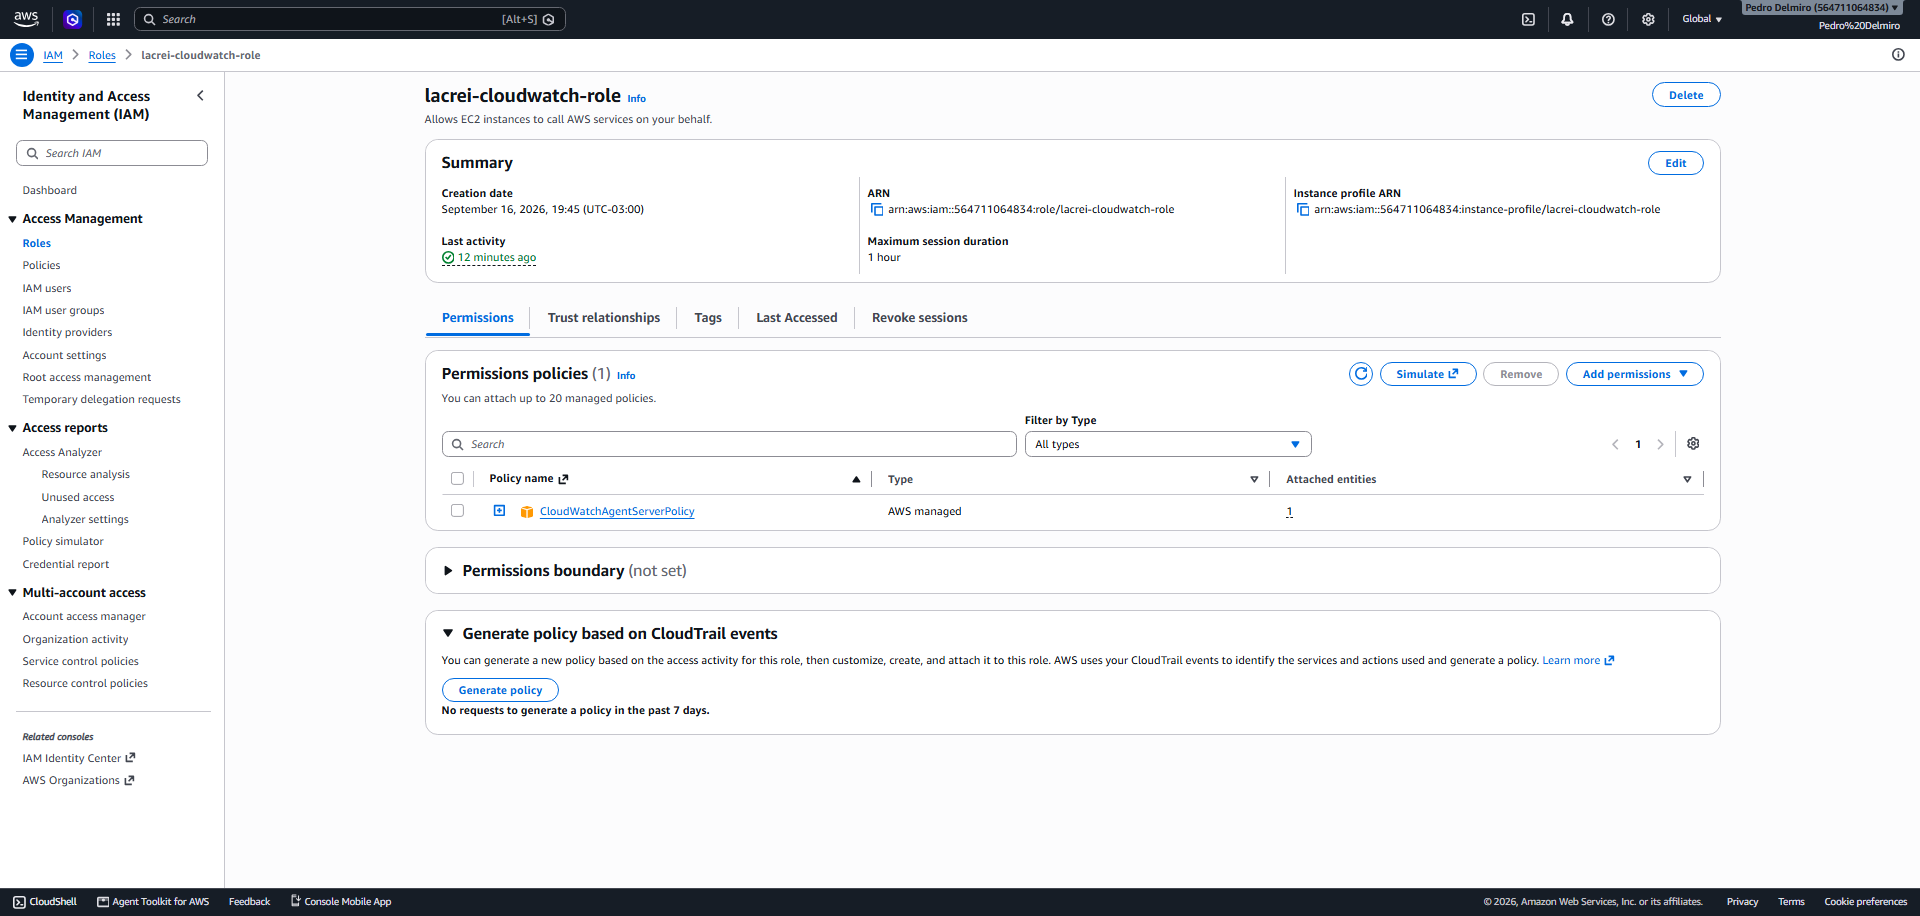 aws
Search
[Alt+S]
Global
Pedro Delmiro (564711064834)
Pedro%20Delmiro
IAM
Roles
lacrei-cloudwatch-role
Identity and Access Management (IAM)
Search IAM
Dashboard
Access Management
Roles
Policies
IAM users
IAM user groups
Identity providers
Account settings
Root access management
Temporary delegation requests
Access reports
Access Analyzer
Resource analysis
Unused access
Analyzer settings
Policy simulator
Credential report
Multi-account access
Account access manager
Organization activity
Service control policies
Resource control policies
Related consoles
IAM Identity Center
AWS Organizations
lacrei-cloudwatch-role Info
Delete
Allows EC2 instances to call AWS services on your behalf.
Summary
Edit
Creation date
September 16, 2026, 19:45 (UTC-03:00)
Last activity
12 minutes ago
ARN
arn:aws:iam::564711064834:role/lacrei-cloudwatch-role
Maximum session duration
1 hour
Instance profile ARN
arn:aws:iam::564711064834:instance-profile/lacrei-cloudwatch-role
Permissions
Trust relationships
Tags
Last Accessed
Revoke sessions
Permissions policies (1) Info
Simulate
Remove
Add permissions
You can attach up to 20 managed policies.
Filter by Type
Search
All types
1
Policy name
Type
Attached entities
CloudWatchAgentServerPolicy
AWS managed
1
Permissions boundary (not set)
Generate policy based on CloudTrail events
You can generate a new policy based on the access activity for this role, then customize, create, and attach it to this role. AWS uses your CloudTrail events to identify the services and actions used and generate a policy. Learn more
Generate policy
No requests to generate a policy in the past 7 days.
CloudShell
Agent Toolkit for AWS
Feedback
Console Mobile App
© 2026, Amazon Web Services, Inc. or its affiliates.
Privacy
Terms
Cookie preferences